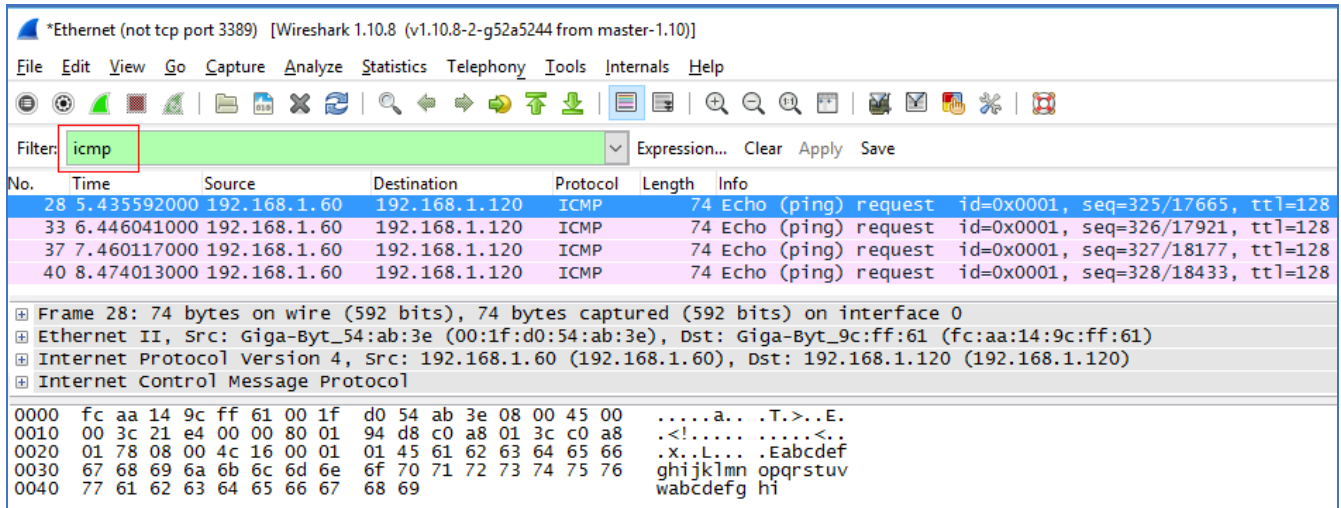 *Ethernet (not tcp port 3389) [Wireshark 1.10.8 (v1.10.8-2-g52a5244 from master-1.10)]
File Edit View Go Capture Analyze Statistics Telephony Tools Internals Help
Filter: icmp Expression... Clear Apply Save
No. Time Source Destination Protocol Length Info
28 5.435592000 192.168.1.60 192.168.1.120 ICMP 74 Echo (ping) request id=0x0001, seq=325/17665, ttl=128
33 6.446041000 192.168.1.60 192.168.1.120 ICMP 74 Echo (ping) request id=0x0001, seq=326/17921, ttl=128
37 7.460117000 192.168.1.60 192.168.1.120 ICMP 74 Echo (ping) request id=0x0001, seq=327/18177, ttl=128
40 8.474013000 192.168.1.60 192.168.1.120 ICMP 74 Echo (ping) request id=0x0001, seq=328/18433, ttl=128
Frame 28: 74 bytes on wire (592 bits), 74 bytes captured (592 bits) on interface 0
Ethernet II, Src: Giga-Byt_54:ab:3e (00:1f:d0:54:ab:3e), Dst: Giga-Byt_9c:ff:61 (fc:aa:14:9c:ff:61)
Internet Protocol Version 4, Src: 192.168.1.60 (192.168.1.60), Dst: 192.168.1.120 (192.168.1.120)
Internet Control Message Protocol
0000 fc aa 14 9c ff 61 00 1f d0 54 ab 3e 08 00 45 00 .....a.. .T.>..E.
0010 00 3c 21 e4 00 00 80 01 94 d8 c0 a8 01 3c c0 a8 .<!..... .....<..
0020 01 78 08 00 4c 16 00 01 01 45 61 62 63 64 65 66 .x..L... .Eabcdef
0030 67 68 69 6a 6b 6c 6d 6e 6f 70 71 72 73 74 75 76 ghijklmn opqrstuv
0040 77 61 62 63 64 65 66 67 68 69 wabcdefg hi